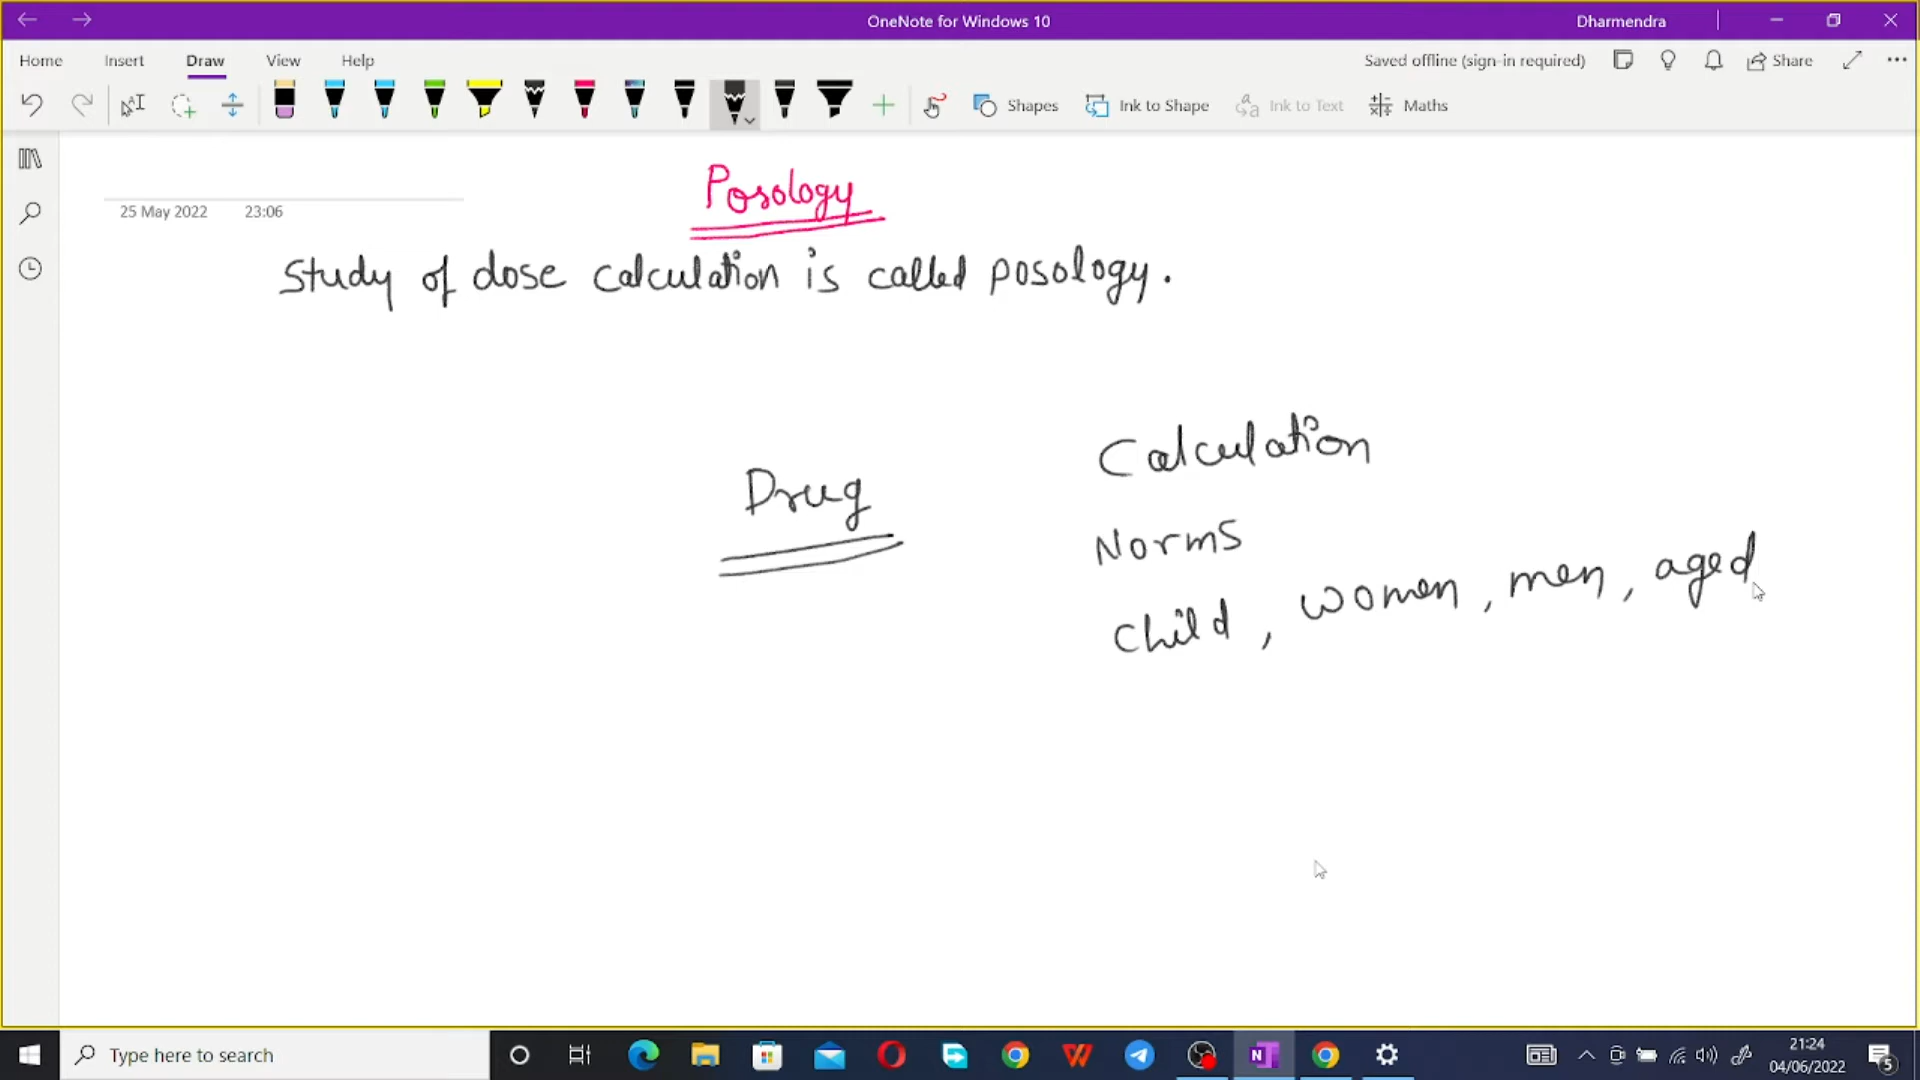 OneNote for Windows 10
Dharmendra
Home Insert Draw View Help
Saved offline (sign-in required)
Share
Shapes Ink to Shape Ink to Text Maths
Posology
25 May 2022 23:06
Study of dose calculation is called posology.
Calculation
Drug
Norms
child, women, men, aged
Type here to search
21:24
04/06/2022
5